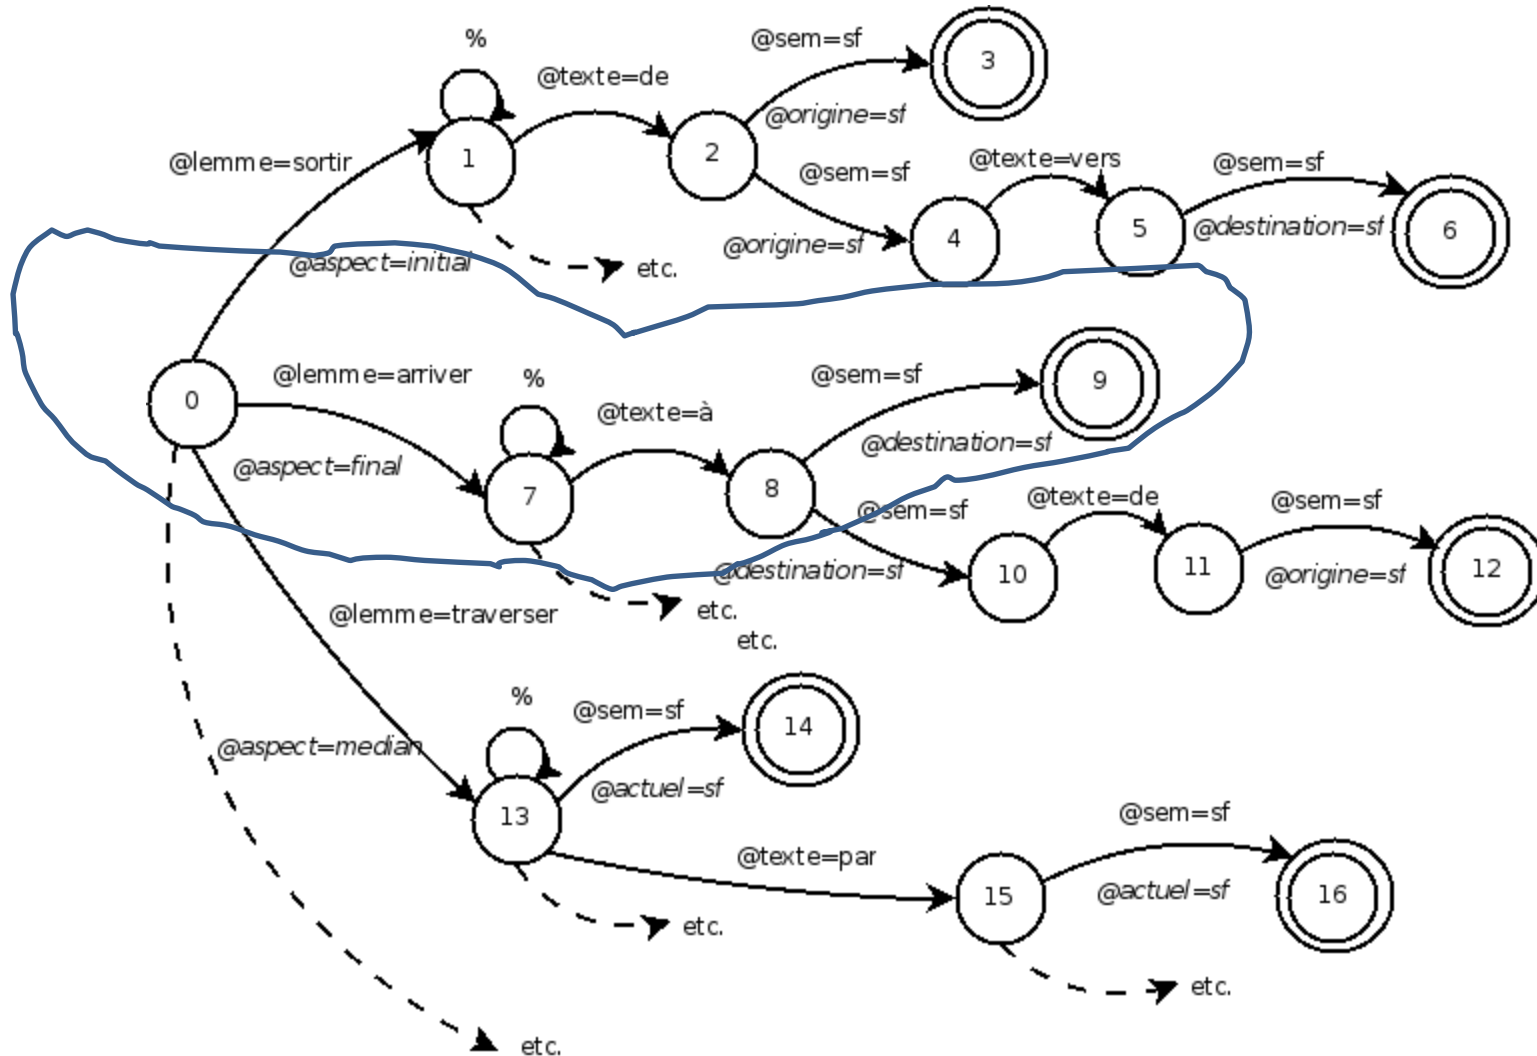 %
@sem=sf
3
@texte=de
@origine=sf
@lemme=sortir
1
2
@sem=sf
@texte=vers
@sem=sf
@origine=sf
4
5
@destination=sf
6
@aspect=initial
etc.
0
@lemme=arriver
%
@sem=sf
9
@texte=à
@destination=sf
@aspect=final
7
8
@sem=sf
@texte=de
@sem=sf
@destination=sf
10
11
@origine=sf
12
@lemme=traverser
etc.
etc.
%
@sem=sf
14
@aspect=median
@actuel=sf
13
@texte=par
@sem=sf
15
@actuel=sf
16
etc.
etc.
etc.